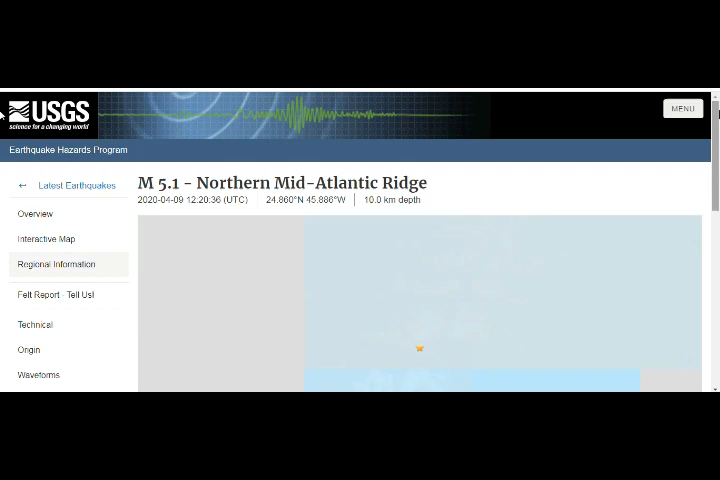 USGS
science for a changing world
MENU
Earthquake Hazards Program
Latest Earthquakes
Overview
Interactive Map
Regional Information
Felt Report - Tell Us!
Technical
Origin
Waveforms
M 5.1 - Northern Mid-Atlantic Ridge
2020-04-09 12:20:36 (UTC) 24.860°N 45.886°W 10.0 km depth